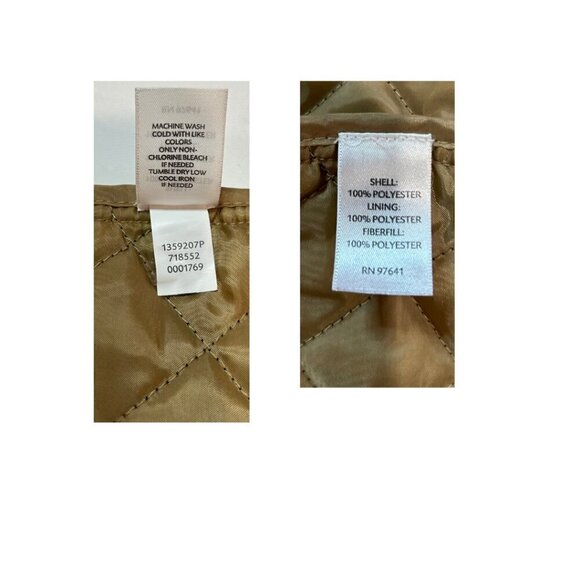 MACHINE WASH
COLD WITH LIKE
COLORS
ONLY NON-
CHLORINE BLEACH
IF NEEDED
TUMBLE DRY LOW
COOL IRON
IF NEEDED
1359207P
718552
0001769
SHELL:
100% POLYESTER
LINING:
100% POLYESTER
FIBERFILL:
100% POLYESTER
RN 97641